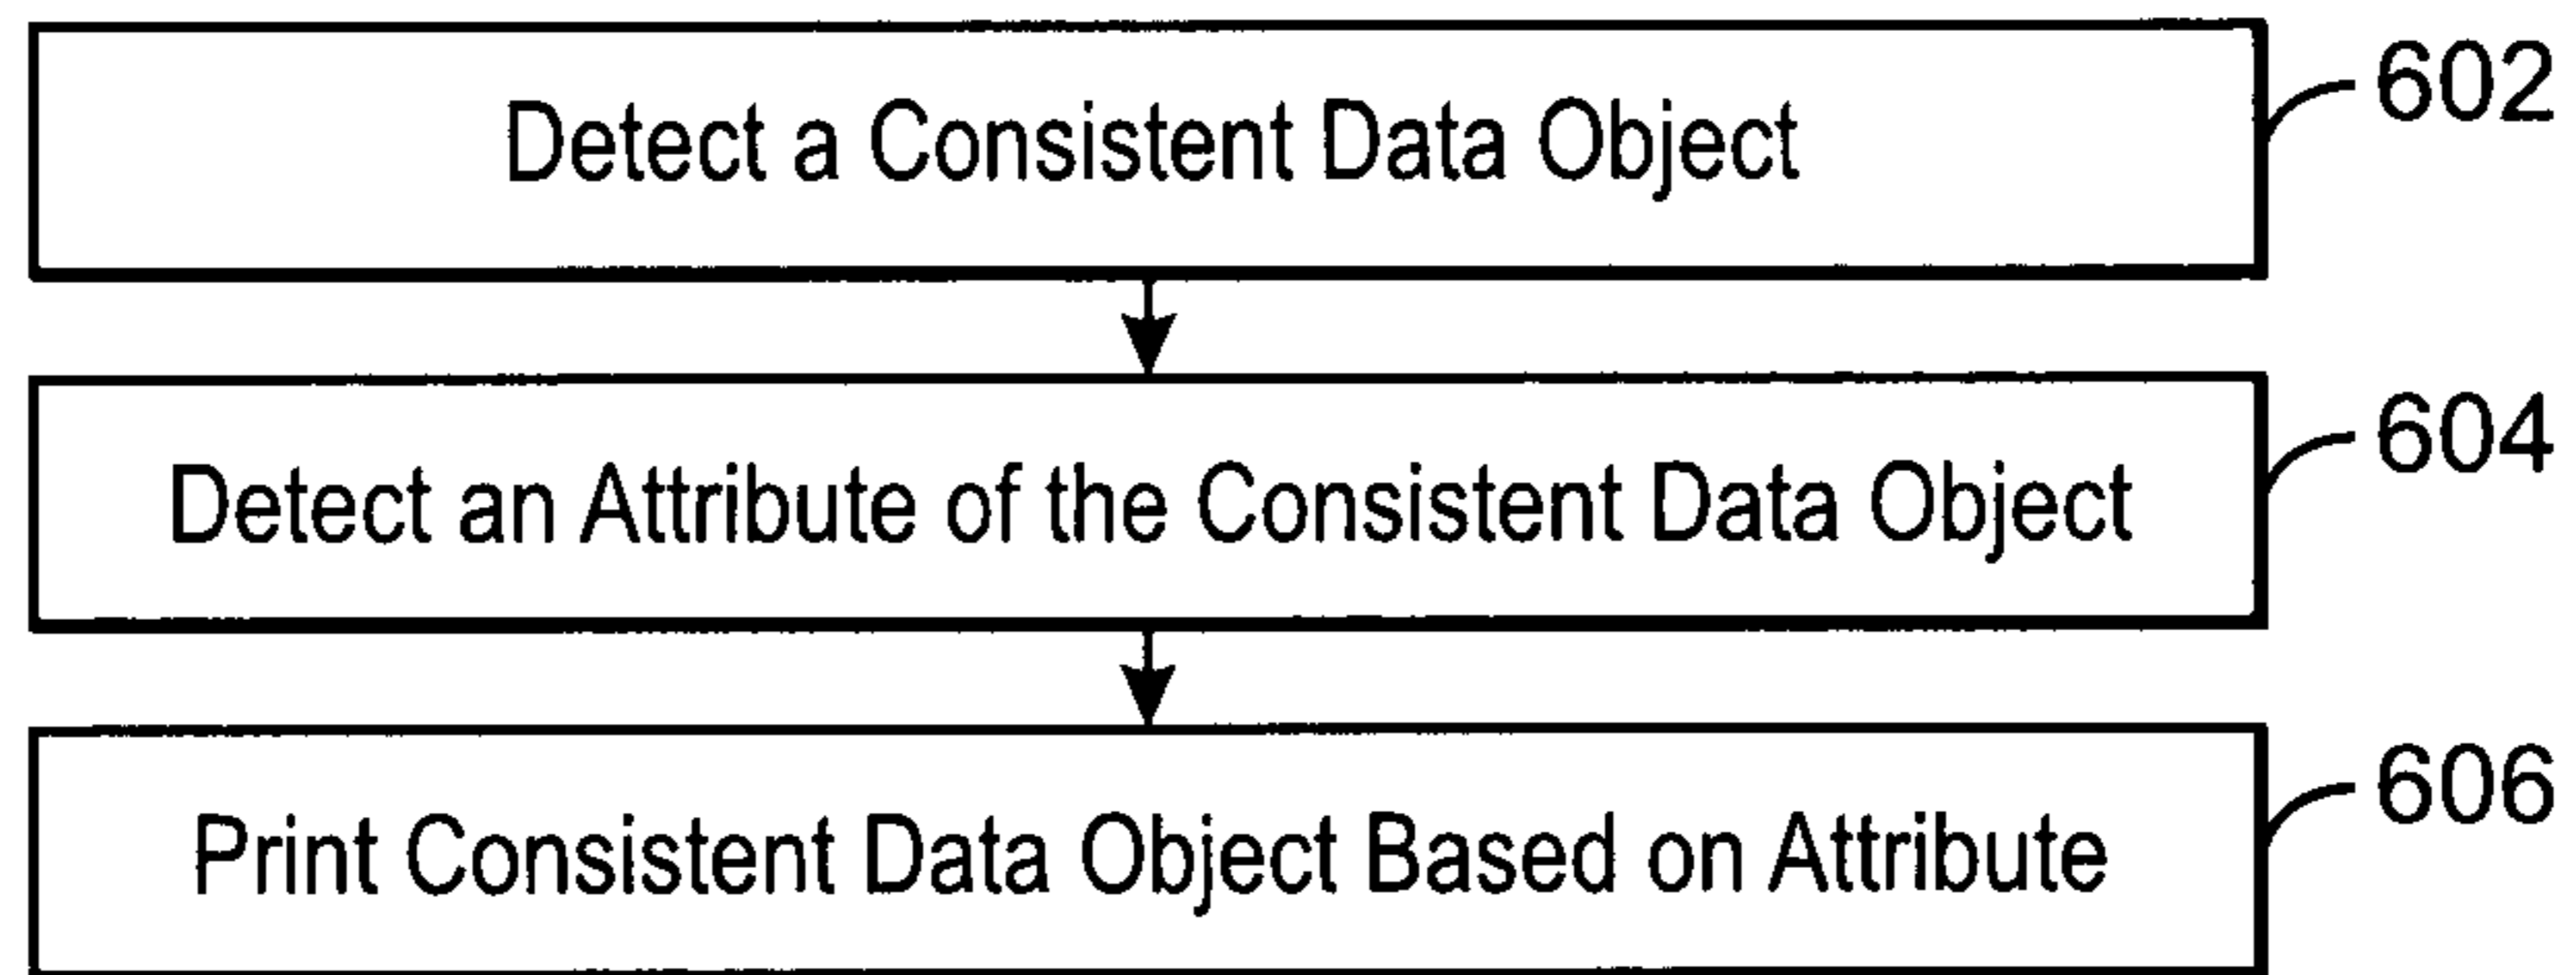 Detect a Consistent Data Object
602
Detect an Attribute of the Consistent Data Object
604
Print Consistent Data Object Based on Attribute
606